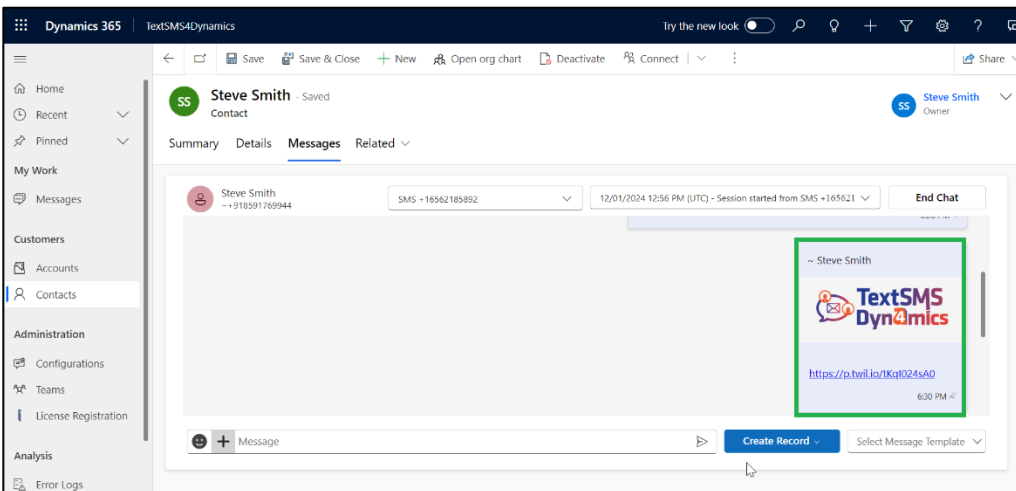 Dynamics 365 TextSMS4Dynamics Try the new look
Save Save & Close New Open org chart Deactivate Connect Share
Home
Recent
Pinned
My Work
Messages
Customers
Accounts
Contacts
Administration
Configurations
Teams
License Registration
Analysis
Error Logs
SS Steve Smith - Saved
Contact
SS Steve Smith
Owner
Summary Details Messages Related
Steve Smith
~+918591769944
SMS +16562185892
12/01/2024 12:56 PM (UTC) - Session started from SMS +165621
End Chat
~ Steve Smith
TextSMS
Dyn4mics
https://p.twil.io/tKqI024sA0
6:30 PM
Message
Create Record
Select Message Template